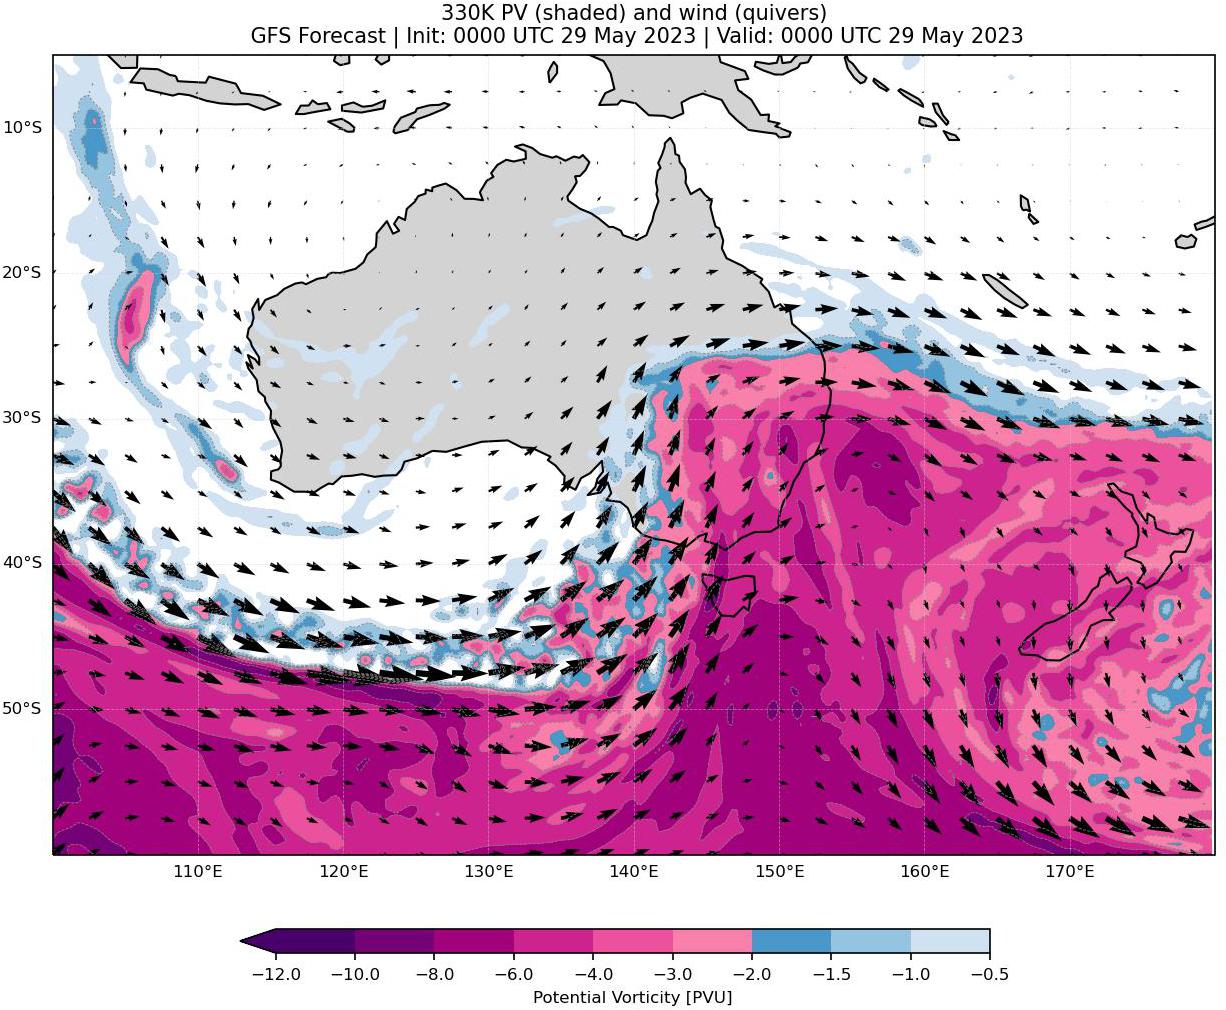 330K PV (shaded) and wind (quivers)
GFS Forecast | Init: 0000 UTC 29 May 2023 | Valid: 0000 UTC 29 May 2023
10°S
20°S
30°S
40°S
50°S
110°E 120°E 130°E 140°E 150°E 160°E 170°E
−12.0 −10.0 −8.0 −6.0 −4.0 −3.0 −2.0 −1.5 −1.0 −0.5
Potential Vorticity [PVU]